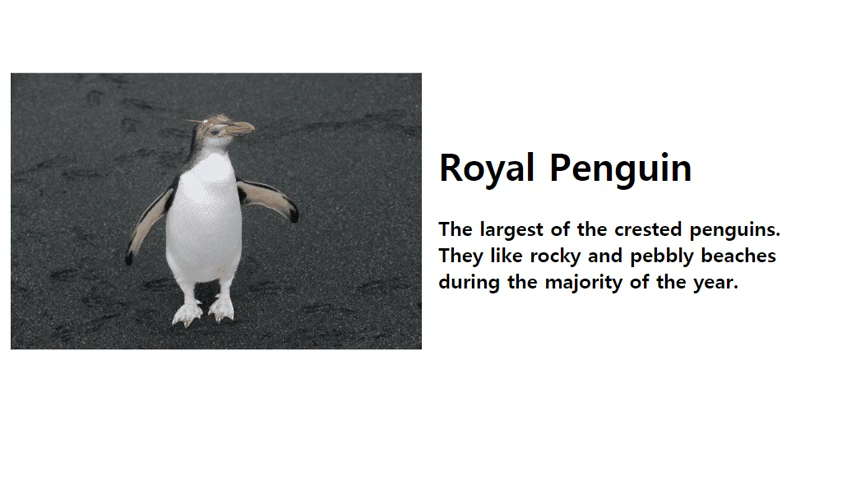 Royal Penguin
The largest of the crested penguins.
They like rocky and pebbly beaches
during the majority of the year.